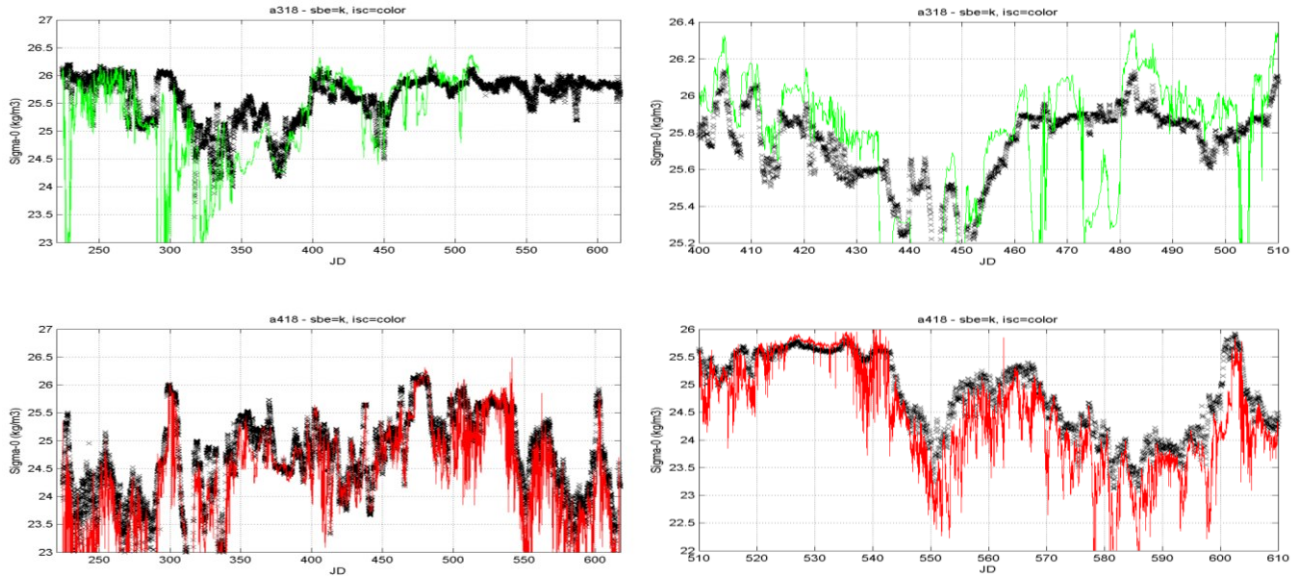 a318 - sbe=k, isc=color
27
26.5
26
25.5
25
24.5
24
23.5
23
Sigma-0 (kg/m3)
250 300 350 400 450 500 550 600
JD
a318 - sbe=k, isc=color
26.4
26.2
26
25.8
25.6
25.4
25.2
Sigma-0 (kg/m3)
400 410 420 430 440 450 460 470 480 490 500 510
JD
a418 - sbe=k, isc=color
27
26.5
26
25.5
25
24.5
24
23.5
23
Sigma-0 (kg/m3)
250 300 350 400 450 500 550 600
JD
a418 - sbe=k, isc=color
26
25.5
25
24.5
24
23.5
23
22.5
22
Sigma-0 (kg/m3)
510 520 530 540 550 560 570 580 590 600 610
JD